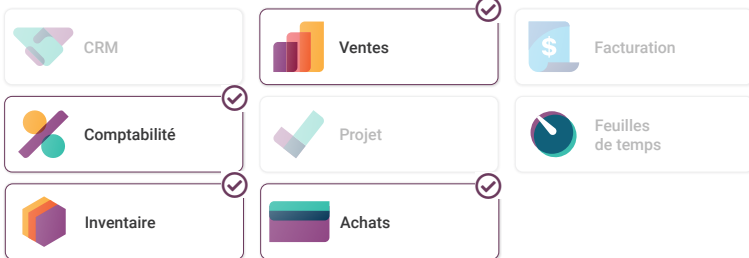 CRM
Ventes
$
Facturation
Comptabilité
Projet
Feuilles
de temps
Inventaire
Achats